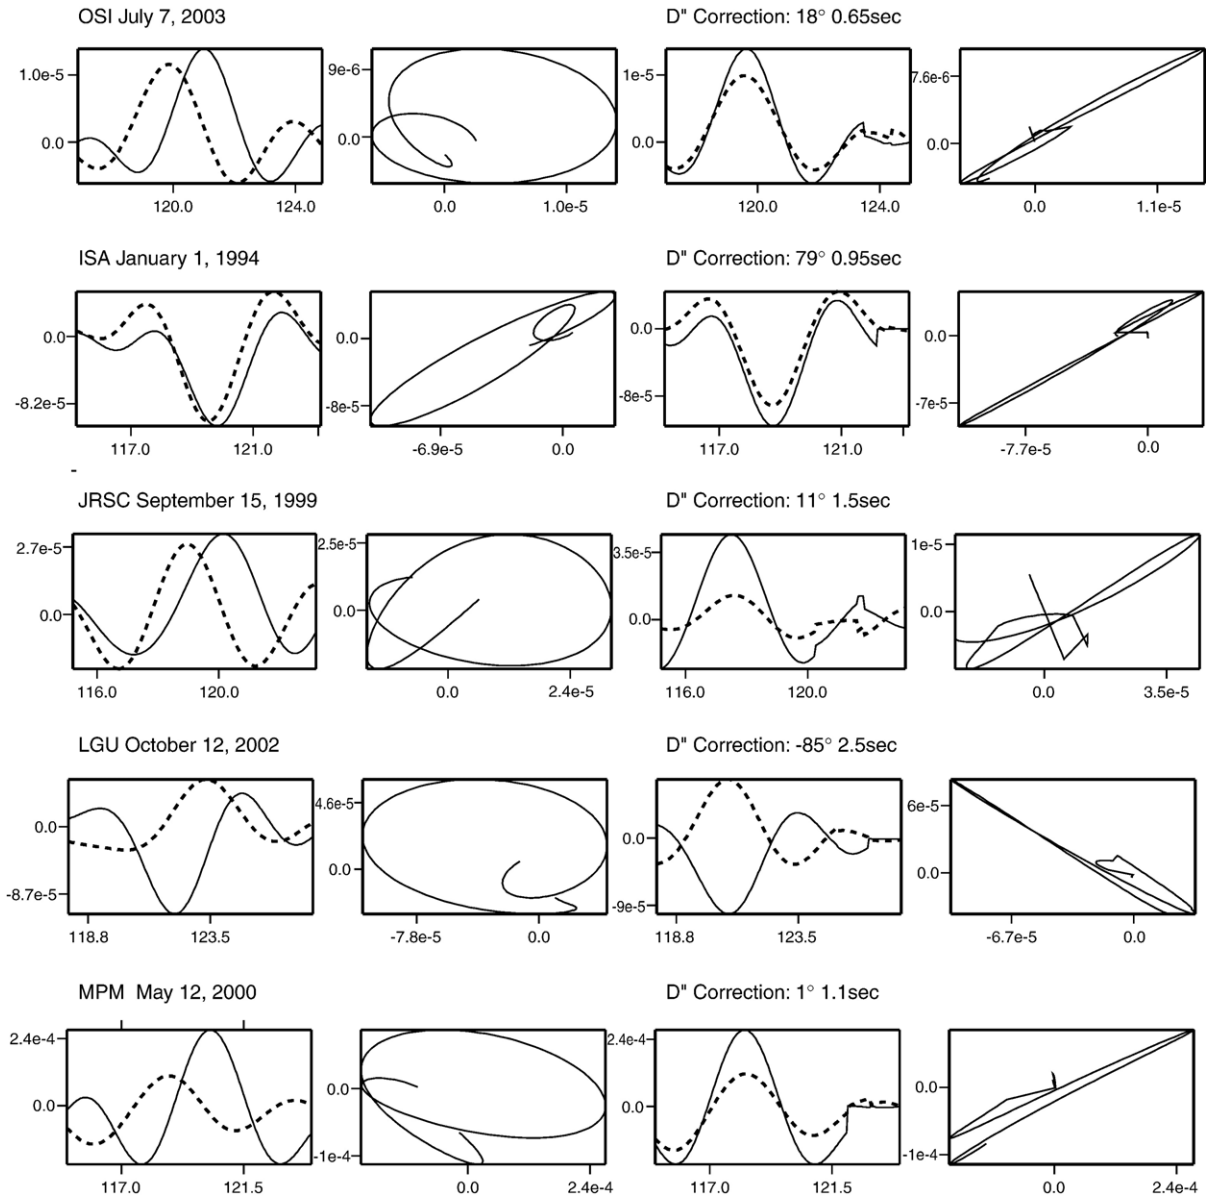 OSI July 7, 2003
D" Correction: 18° 0.65sec
1.0e-5
9e-6
1e-5
7.6e-6
0.0
0.0
0.0
0.0
120.0 124.0
0.0 1.0e-5
120.0 124.0
0.0 1.1e-5
ISA January 1, 1994
D" Correction: 79° 0.95sec
0.0
0.0
0.0
0.0
-8.2e-5
-8e-5
-8e-5
-7e-5
117.0 121.0
-6.9e-5 0.0
117.0 121.0
-7.7e-5 0.0
JRSC September 15, 1999
D" Correction: 11° 1.5sec
2.7e-5
2.5e-5
3.5e-5
1e-5
0.0
0.0
0.0
0.0
116.0 120.0
0.0 2.4e-5
116.0 120.0
0.0 3.5e-5
LGU October 12, 2002
D" Correction: -85° 2.5sec
4.6e-5
6e-5
0.0
0.0
0.0
0.0
-8.7e-5
-9e-5
118.8 123.5
-7.8e-5 0.0
118.8 123.5
-6.7e-5 0.0
MPM May 12, 2000
D" Correction: 1° 1.1sec
2.4e-4
2.4e-4
0.0
0.0
0.0
0.0
-1e-4
-1e-4
117.0 121.5
0.0 2.4e-4
117.0 121.5
0.0 2.4e-4